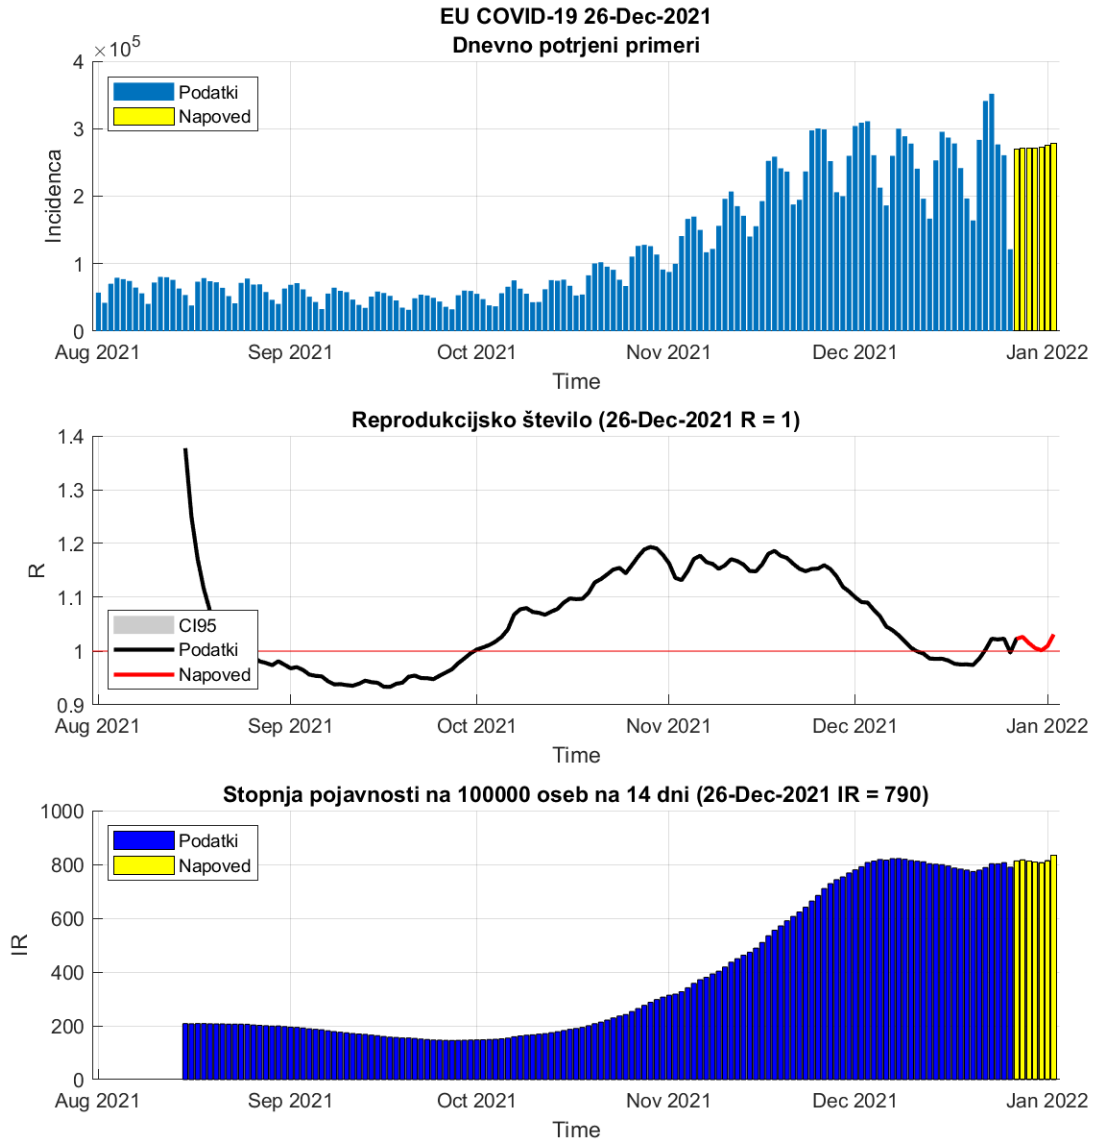 EU COVID-19 26-Dec-2021
Dnevno potrjeni primeri
×10⁵
4
3
2
1
0
Incidenca
Podatki
Napoved
Aug 2021 Sep 2021 Oct 2021 Nov 2021 Dec 2021 Jan 2022
Time
Reprodukcijsko število (26-Dec-2021 R = 1)
1.4
1.3
1.2
1.1
1
0.9
R
CI95
Podatki
Napoved
Aug 2021 Sep 2021 Oct 2021 Nov 2021 Dec 2021 Jan 2022
Time
Stopnja pojavnosti na 100000 oseb na 14 dni (26-Dec-2021 IR = 790)
1000
800
600
400
200
0
IR
Podatki
Napoved
Aug 2021 Sep 2021 Oct 2021 Nov 2021 Dec 2021 Jan 2022
Time